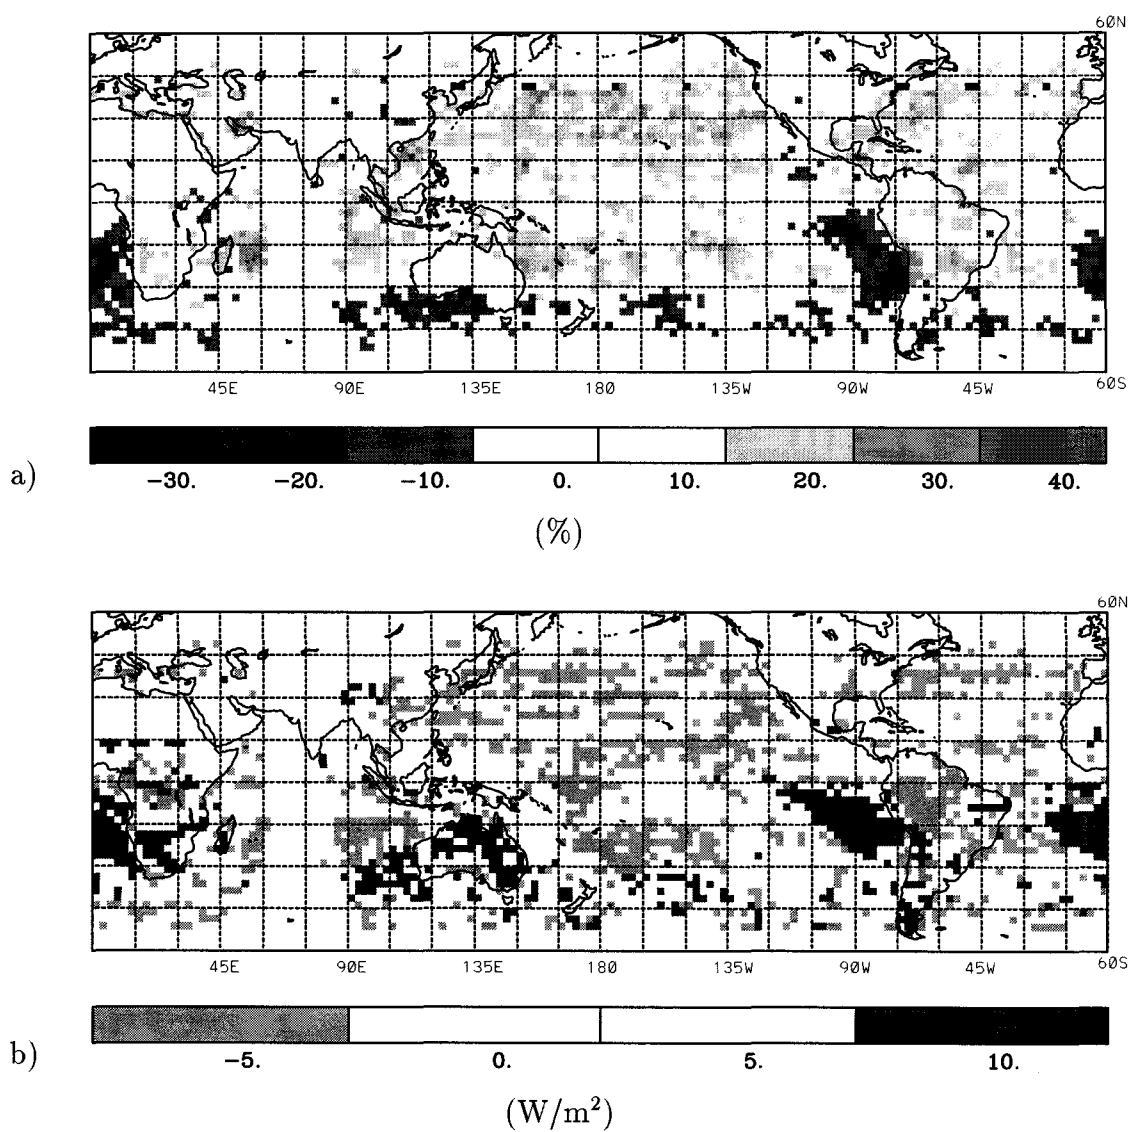 60N
45E 90E 135E 180 135W 90W 45W 60S
a)
-30. -20. -10. 0. 10. 20. 30. 40.
(%)
60N
45E 90E 135E 180 135W 90W 45W 60S
b)
-5. 0. 5. 10.
(W/m²)